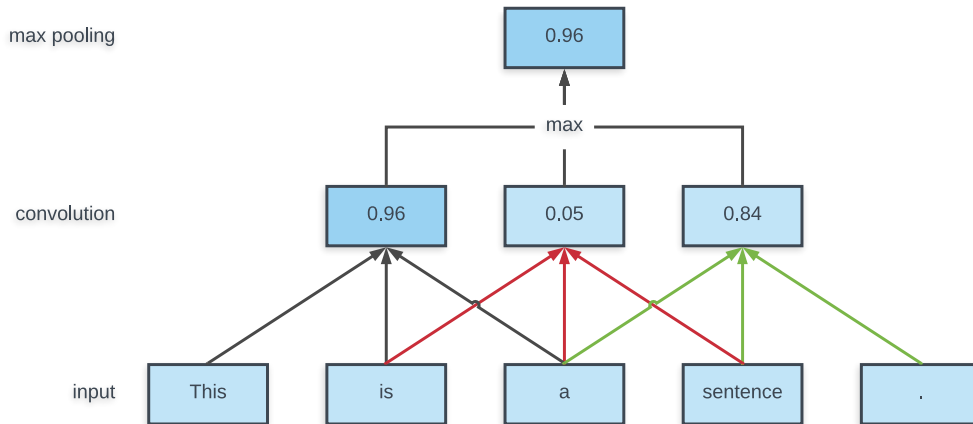 max pooling 0.96
max
convolution 0.96 0.05 0.84
input This is a sentence .